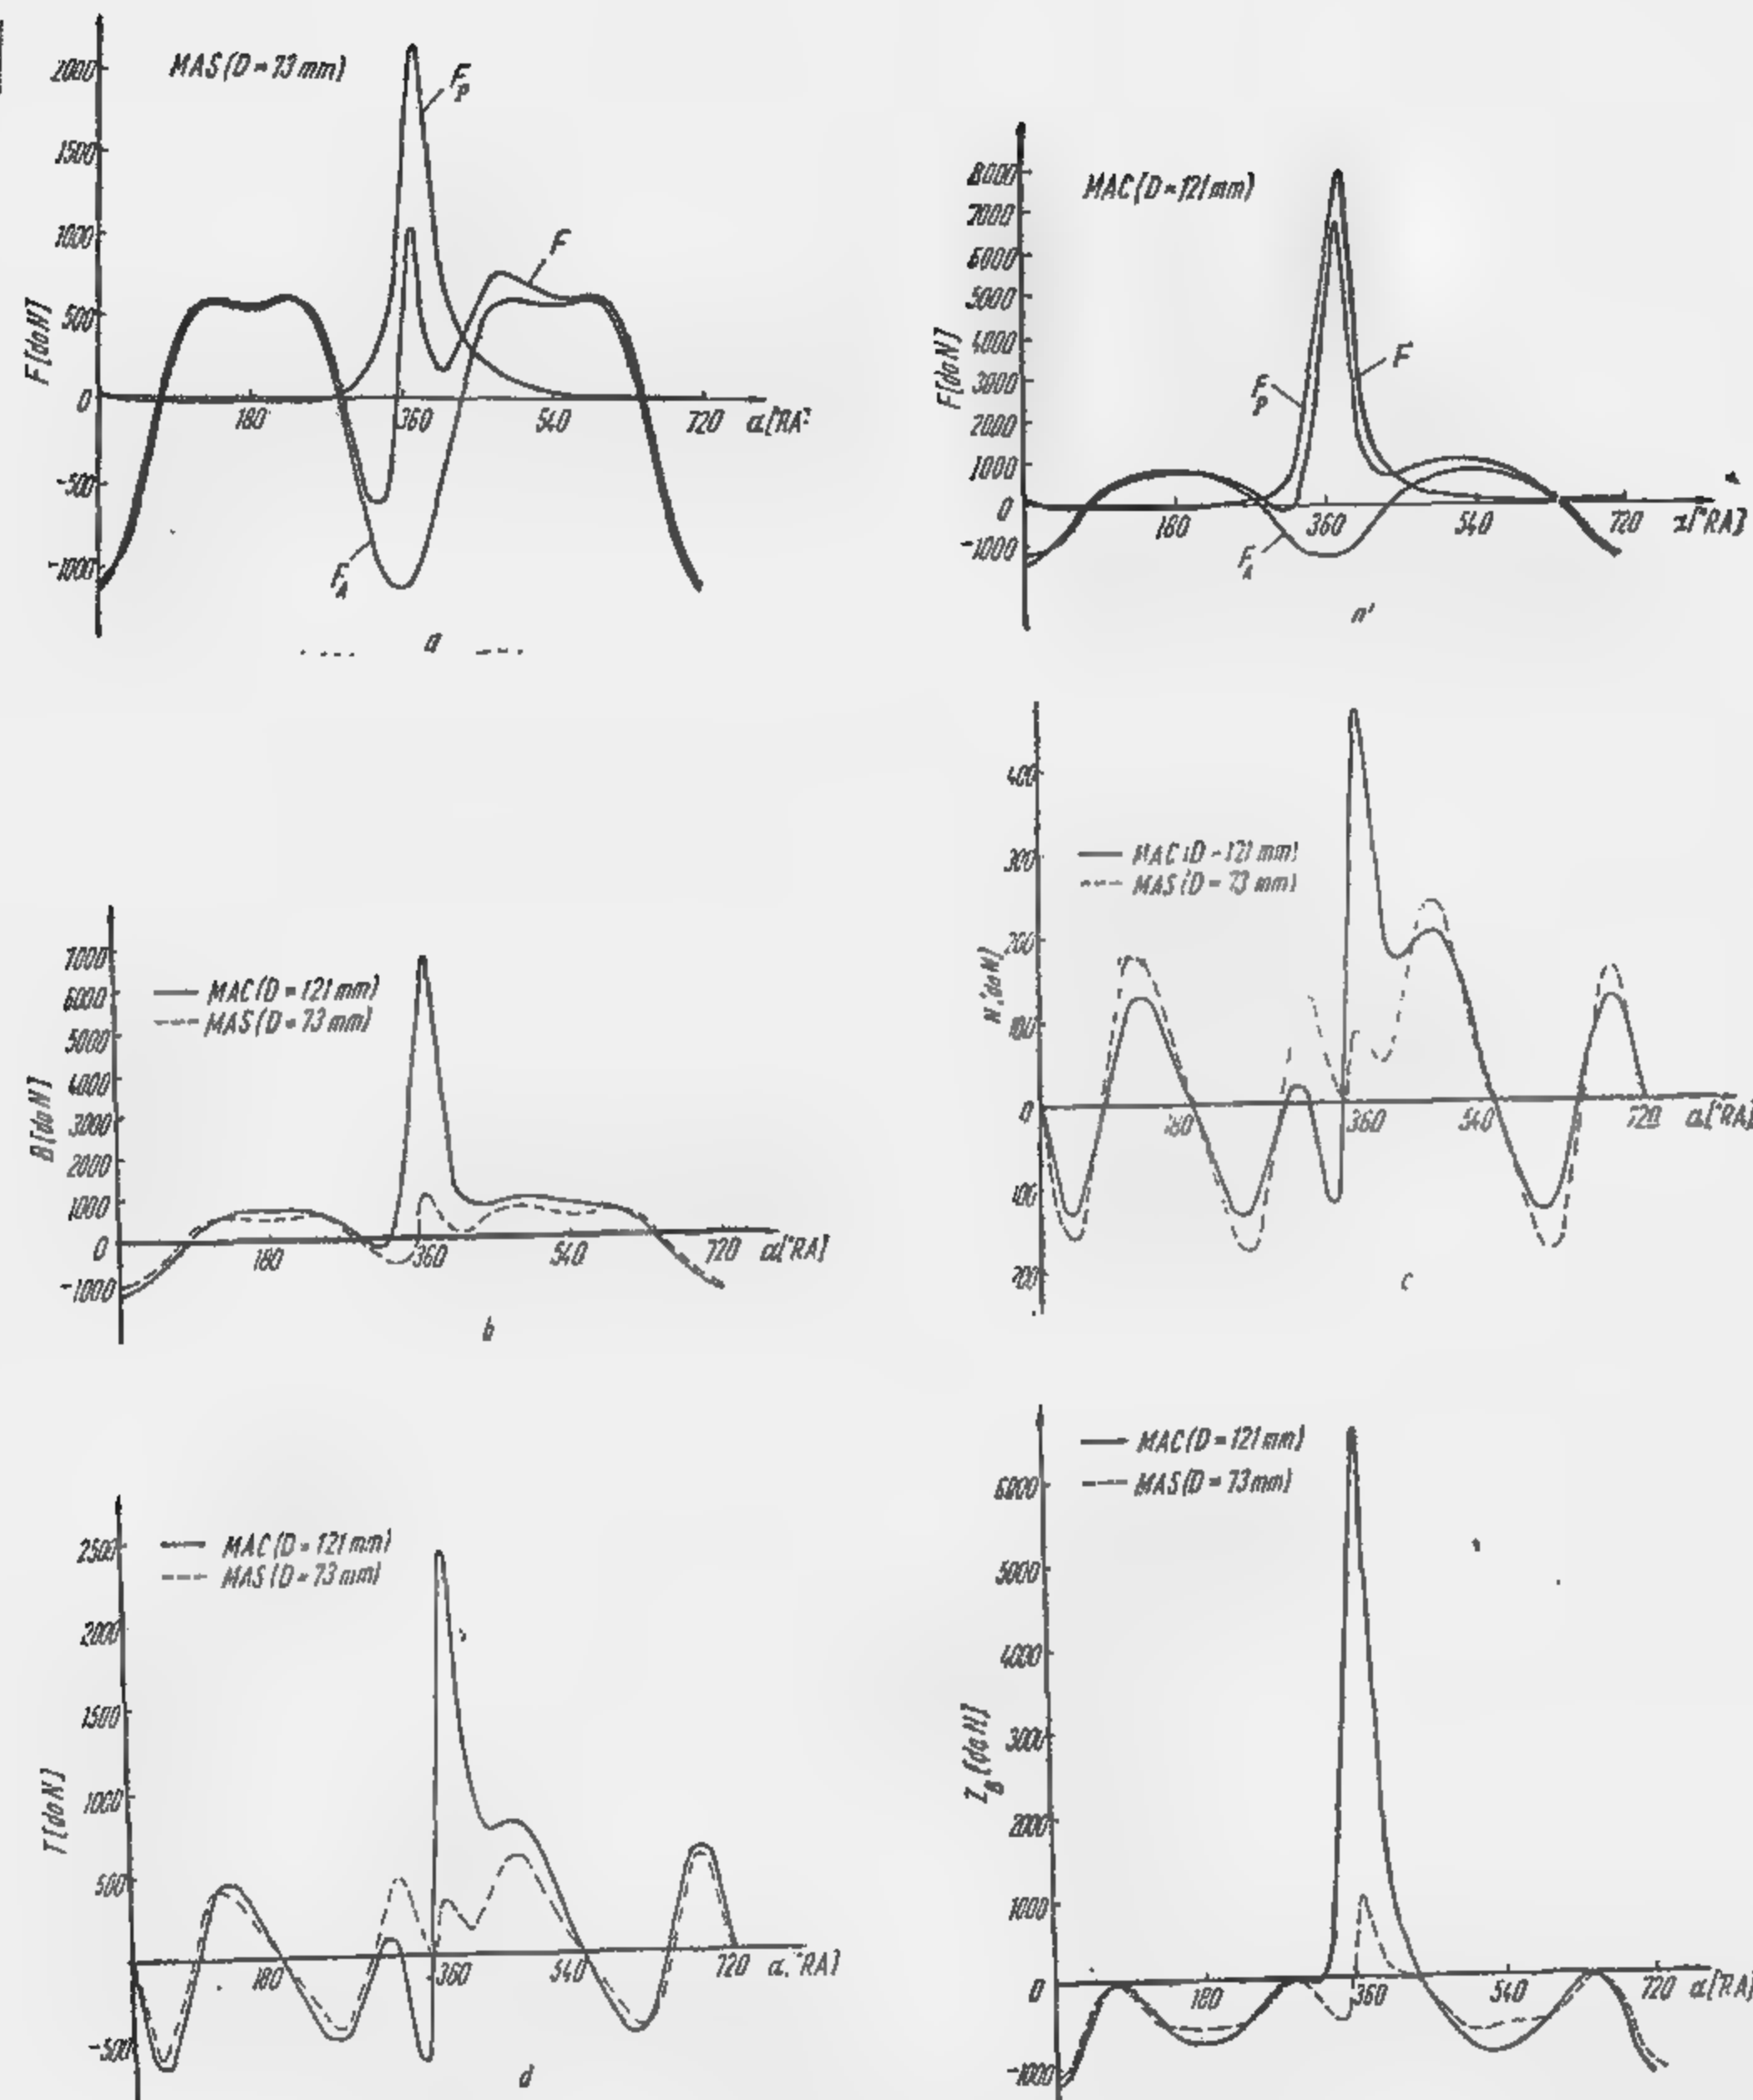 MAS (D = 73 mm)
2000
1500
1000
500
0
-500
-1000
F [daN]
F_P
F
F_A
180
360
540
720
α [°RA]
a
MAC (D = 121 mm)
8000
7000
6000
5000
4000
3000
2000
1000
0
-1000
F [daN]
F_P
F
F_A
180
360
540
720
α [°RA]
a'
MAC (D = 121 mm)
MAS (D = 73 mm)
7000
6000
5000
4000
3000
2000
1000
0
-1000
B [daN]
180
360
540
720
α [°RA]
b
MAC (D = 121 mm)
MAS (D = 73 mm)
400
300
200
100
0
100
200
180
360
540
720
α [°RA]
c
MAC (D = 121 mm)
MAS (D = 73 mm)
2500
2000
1500
1000
500
-500
T [daN]
180
360
540
720
α [°RA]
d
MAC (D = 121 mm)
MAS (D = 73 mm)
6000
5000
4000
3000
2000
1000
0
-1000
Z_B [daN]
180
360
540
720
α [°RA]